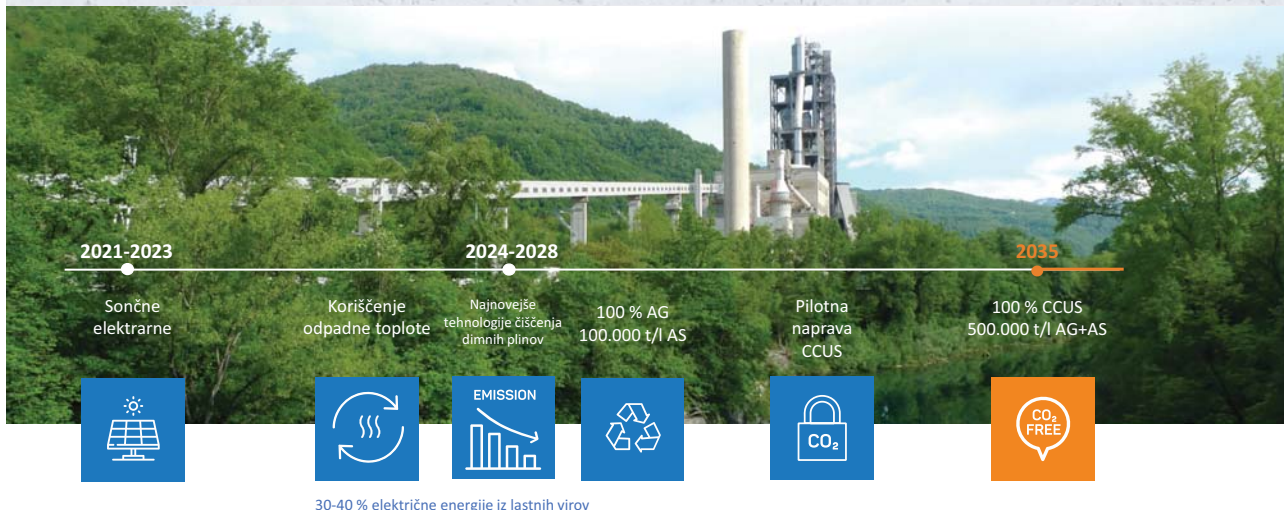 2021-2023
2024-2028
2035
Sončne
elektrarne
Koriščenje
odpadne toplote
Najnovejše
tehnologije čiščenja
dimnih plinov
100 % AG
100.000 t/l AS
Pilotna
naprava
CCUS
100 % CCUS
500.000 t/l AG+AS
EMISSION
CO₂
CO₂
FREE
30-40 % električne energije iz lastnih virov